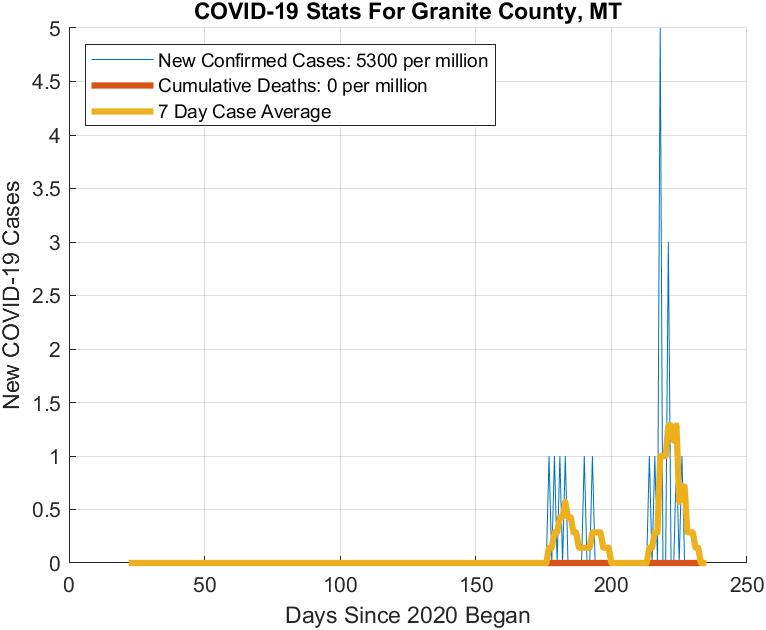 COVID-19 Stats For Granite County, MT
5
4.5
4
3.5
3
2.5
2
1.5
1
0.5
0
New Confirmed Cases: 5300 per million
Cumulative Deaths: 0 per million
7 Day Case Average
New COVID-19 Cases
0 50 100 150 200 250
Days Since 2020 Began